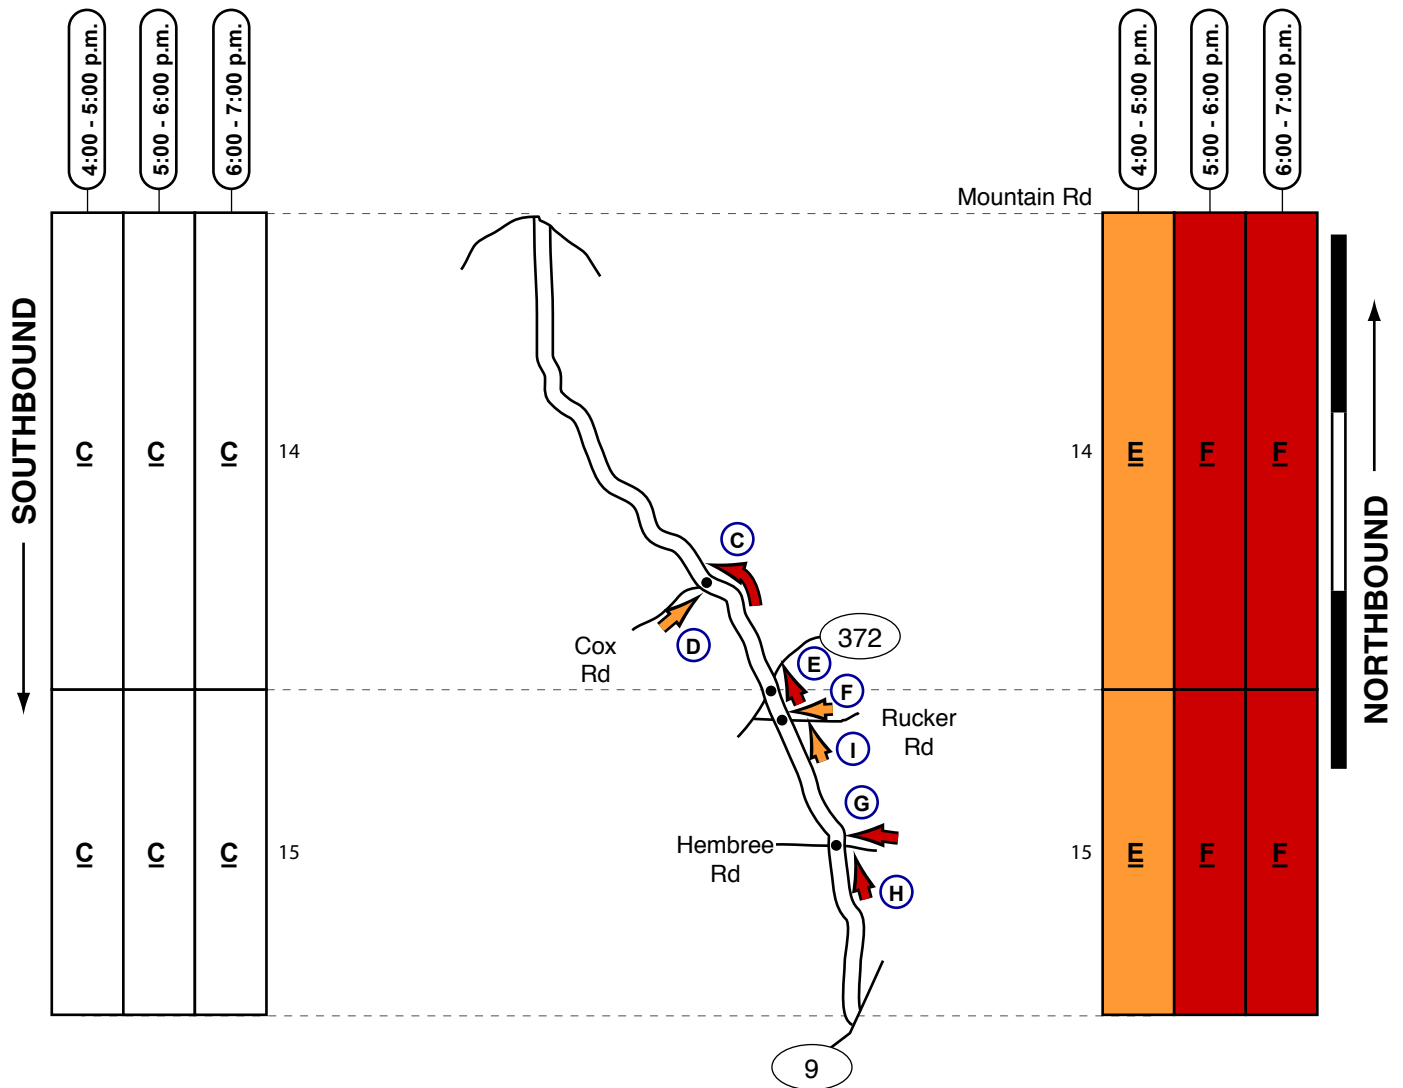 4:00 - 5:00 p.m.
5:00 - 6:00 p.m.
6:00 - 7:00 p.m.
4:00 - 5:00 p.m.
5:00 - 6:00 p.m.
6:00 - 7:00 p.m.
Mountain Rd
SOUTHBOUND
C C C 14
14 E F F
NORTHBOUND
C
D
Cox
Rd
372
E
F
Rucker
Rd
I
G
Hembree
Rd
C C C 15
15 E F F
H
9